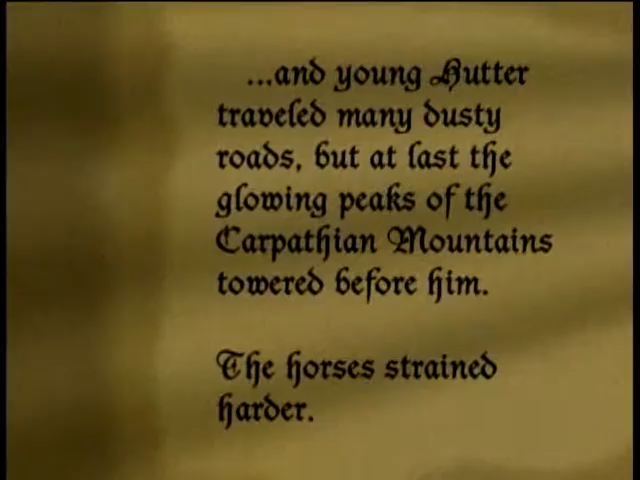 ...and young Hutter
traveled many dusty
roads, but at last the
glowing peaks of the
Carpathian Mountains
towered before him.
The horses strained
harder.